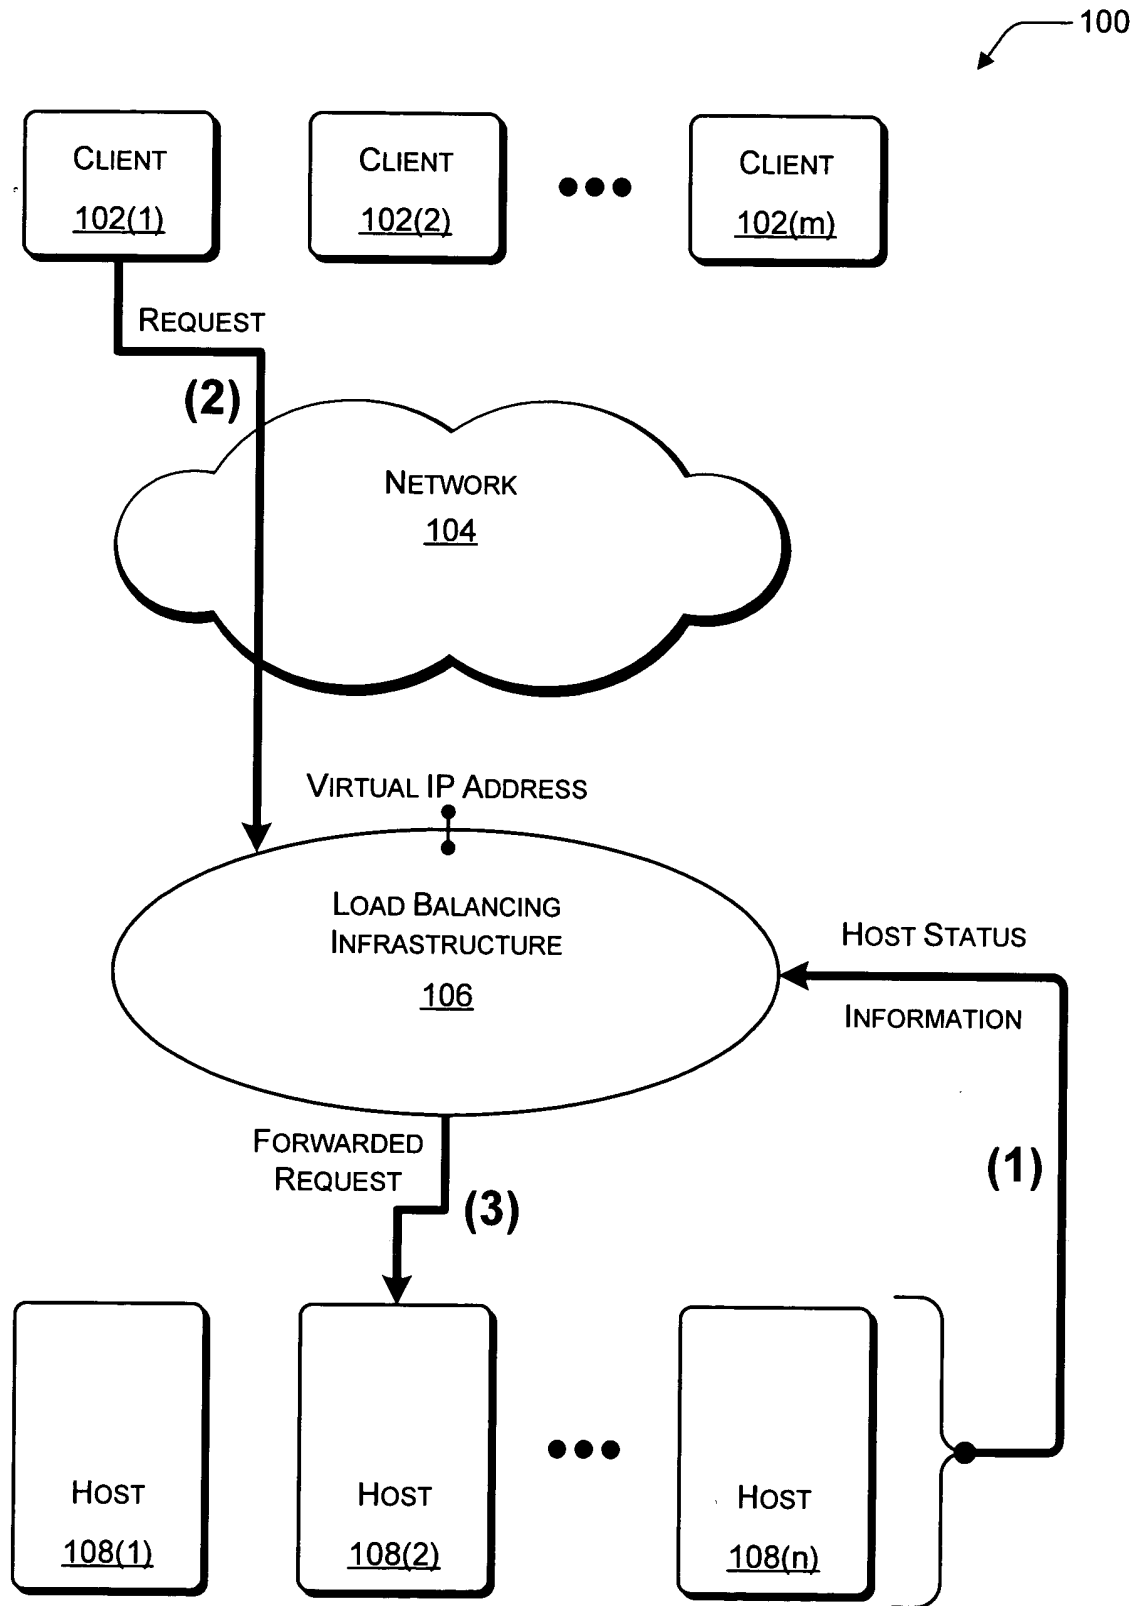 100
CLIENT
102(1)
CLIENT
102(2)
CLIENT
102(m)
REQUEST
(2)
NETWORK
104
VIRTUAL IP ADDRESS
LOAD BALANCING
INFRASTRUCTURE
106
HOST STATUS
INFORMATION
(1)
FORWARDED
REQUEST
(3)
HOST
108(1)
HOST
108(2)
HOST
108(n)